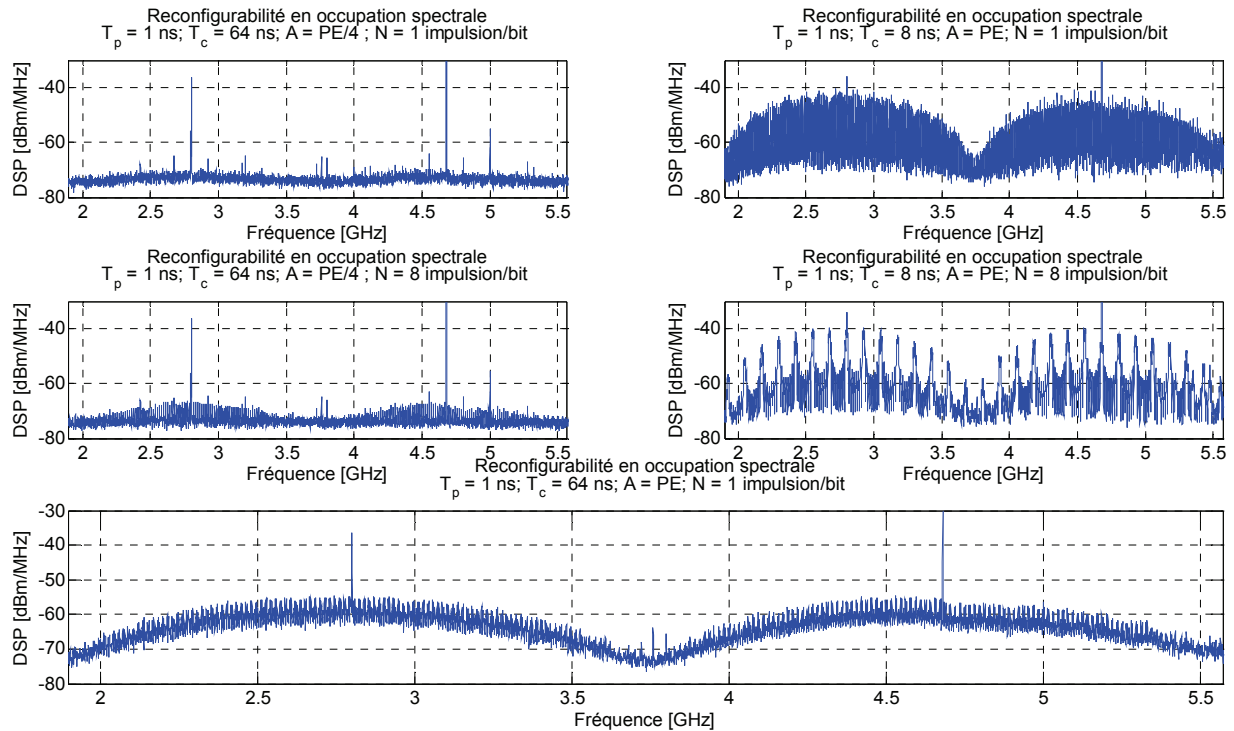 Reconfigurabilité en occupation spectrale
T_p = 1 ns; T_c = 64 ns; A = PE/4 ; N = 1 impulsion/bit
DSP [dBm/MHz]
-40
-60
-80
2 2.5 3 3.5 4 4.5 5 5.5
Fréquence [GHz]
Reconfigurabilité en occupation spectrale
T_p = 1 ns; T_c = 8 ns; A = PE; N = 1 impulsion/bit
DSP [dBm/MHz]
-40
-60
-80
2 2.5 3 3.5 4 4.5 5 5.5
Fréquence [GHz]
Reconfigurabilité en occupation spectrale
T_p = 1 ns; T_c = 64 ns; A = PE/4 ; N = 8 impulsion/bit
DSP [dBm/MHz]
-40
-60
-80
2 2.5 3 3.5 4 4.5 5 5.5
Fréquence [GHz]
Reconfigurabilité en occupation spectrale
T_p = 1 ns; T_c = 8 ns; A = PE; N = 8 impulsion/bit
DSP [dBm/MHz]
-40
-60
-80
2 2.5 3 3.5 4 4.5 5 5.5
Fréquence [GHz]
Reconfigurabilité en occupation spectrale
T_p = 1 ns; T_c = 64 ns; A = PE; N = 1 impulsion/bit
DSP [dBm/MHz]
-30
-50
-60
-70
-80
2 2.5 3 3.5 4 4.5 5 5.5
Fréquence [GHz]